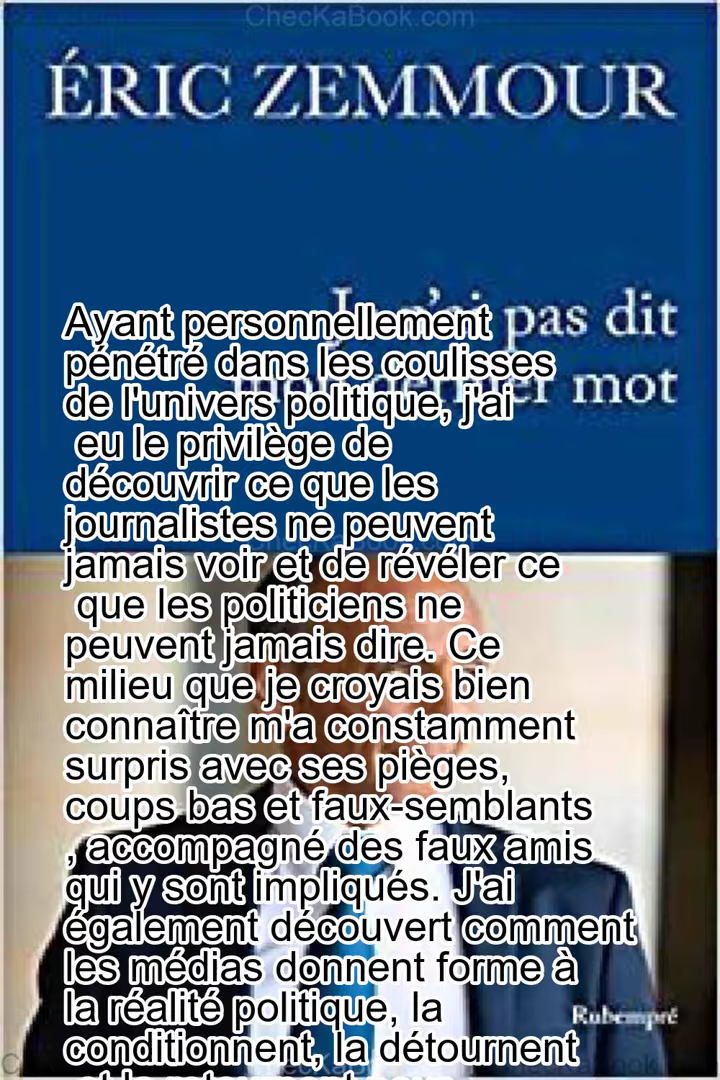 ChecKaBook.com
ÉRIC ZEMMOUR
pas dit
mot
Ayant personnellement
pénétré dans les coulisses
de l'univers politique, j'ai
eu le privilège de
découvrir ce que les
journalistes ne peuvent
jamais voir et de révéler ce
que les politiciens ne
peuvent jamais dire. Ce
milieu que je croyais bien
connaître m'a constamment
surpris avec ses pièges,
coups bas et faux-semblants
, accompagné des faux amis
qui y sont impliqués. J'ai
également découvert comment
les médias donnent forme à
la réalité politique, la
Rubempré
conditionnent, la détournent